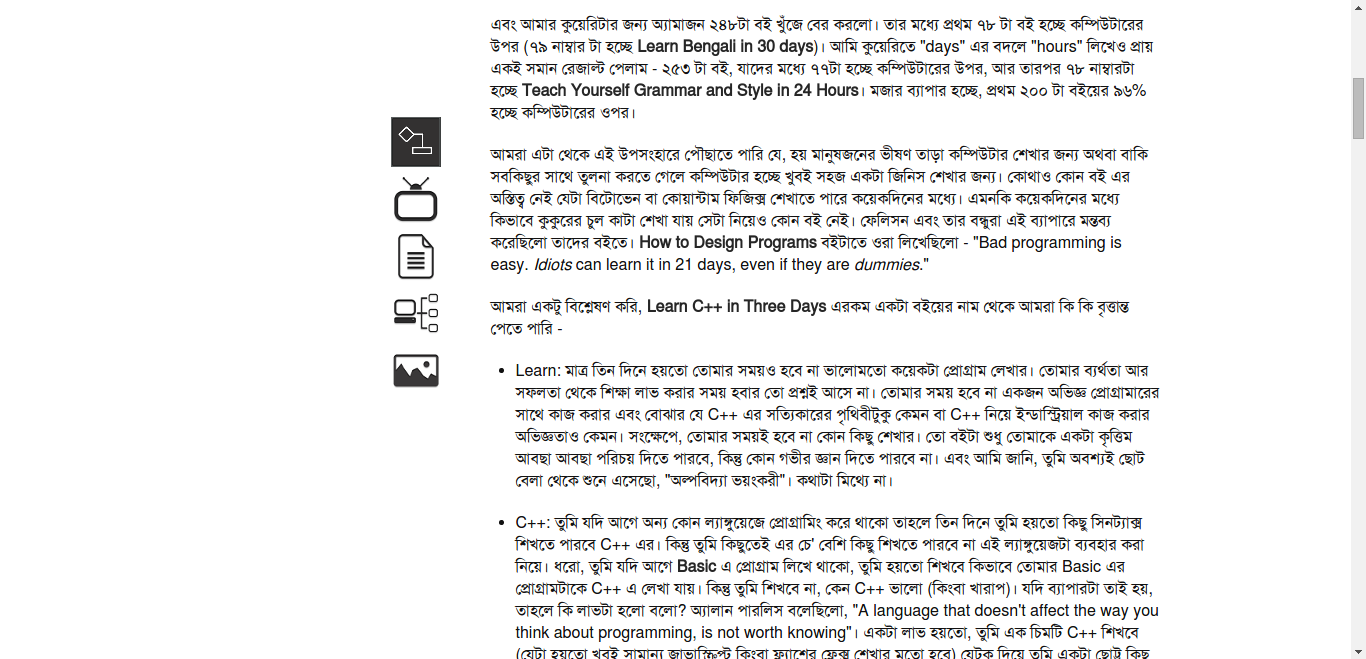 এবং আমার কুয়েরিটার জন্য অ্যামাজন ২৪৮টা বই খুঁজে বের করলো। তার মধ্যে প্রথম ৭৮ টা বই হচ্ছে কম্পিউটারের
উপর (৭৯ নাম্বার টা হচ্ছে Learn Bengali in 30 days)। আমি কুয়েরিতে "days" এর বদলে "hours" লিখেও প্রায়
একই সমান রেজাল্ট পেলাম - ২৫৩ টা বই, যাদের মধ্যে ৭৭টা হচ্ছে কম্পিউটারের উপর, আর তারপর ৭৮ নাম্বারটা
হচ্ছে Teach Yourself Grammar and Style in 24 Hours। মজার ব্যাপার হচ্ছে, প্রথম ২০০ টা বইয়ের ৯৬%
হচ্ছে কম্পিউটারের ওপর।
আমরা এটা থেকে এই উপসংহারে পৌছাতে পারি যে, হয় মানুষজনের ভীষণ তাড়া কম্পিউটার শেখার জন্য অথবা বাকি
সবকিছুর সাথে তুলনা করতে গেলে কম্পিউটার হচ্ছে খুবই সহজ একটা জিনিস শেখার জন্য। কোথাও কোন বই এর
অস্তিত্ব নেই যেটা বিটোভেন বা কোয়ান্টাম ফিজিক্স শেখাতে পারে কয়েকদিনের মধ্যে। এমনকি কয়েকদিনের মধ্যে
কিভাবে কুকুরের চুল কাটা শেখা যায় সেটা নিয়েও কোন বই নেই। ফেলিসন এবং তার বন্ধুরা এই ব্যাপারে মন্তব্য
করেছিলো তাদের বইতে। How to Design Programs বইটাতে ওরা লিখেছিলো - "Bad programming is
easy. Idiots can learn it in 21 days, even if they are dummies."
আমরা একটু বিশ্লেষণ করি, Learn C++ in Three Days এরকম একটা বইয়ের নাম থেকে আমরা কি কি বৃত্তান্ত
পেতে পারি -
• Learn: মাত্র তিন দিনে হয়তো তোমার সময়ও হবে না ভালোমতো কয়েকটা প্রোগ্রাম লেখার। তোমার ব্যর্থতা আর
সফলতা থেকে শিক্ষা লাভ করার সময় হবার তো প্রশ্নই আসে না। তোমার সময় হবে না একজন অভিজ্ঞ প্রোগ্রামারের
সাথে কাজ করার এবং বোঝার যে C++ এর সত্যিকারের পৃথিবীটুকু কেমন বা C++ নিয়ে ইন্ডাস্ট্রিয়াল কাজ করার
অভিজ্ঞতাও কেমন। সংক্ষেপে, তোমার সময়ই হবে না কোন কিছু শেখার। তো বইটা শুধু তোমাকে একটা কৃত্তিম
আবছা আবছা পরিচয় দিতে পারবে, কিন্তু কোন গভীর জ্ঞান দিতে পারবে না। এবং আমি জানি, তুমি অবশ্যই ছোট
বেলা থেকে শুনে এসেছো, "অল্পবিদ্যা ভয়ংকরী"। কথাটা মিথ্যে না।
• C++: তুমি যদি আগে অন্য কোন ল্যাঙ্গুয়েজে প্রোগ্রামিং করে থাকো তাহলে তিন দিনে তুমি হয়তো কিছু সিনট্যাক্স
শিখতে পারবে C++ এর। কিন্তু তুমি কিছুতেই এর চে' বেশি কিছু শিখতে পারবে না এই ল্যাঙ্গুয়েজটা ব্যবহার করা
নিয়ে। ধরো, তুমি যদি আগে Basic এ প্রোগ্রাম লিখে থাকো, তুমি হয়তো শিখবে কিভাবে তোমার Basic এর
প্রোগ্রামটাকে C++ এ লেখা যায়। কিন্তু তুমি শিখবে না, কেন C++ ভালো (কিংবা খারাপ)। যদি ব্যাপারটা তাই হয়,
তাহলে কি লাভটা হলো বলো? অ্যালান পারলিস বলেছিলো, "A language that doesn't affect the way you
think about programming, is not worth knowing"। একটা লাভ হয়তো, তুমি এক চিমটি C++ শিখবে
(যেটা হয়তো খুবই সামান্য জাভাস্ক্রিপ্ট কিংবা ফ্ল্যাশের ফ্লেক্স শেখার মতো হবে) যেটুক দিয়ে তুমি একটা ছোট্ট কিছু